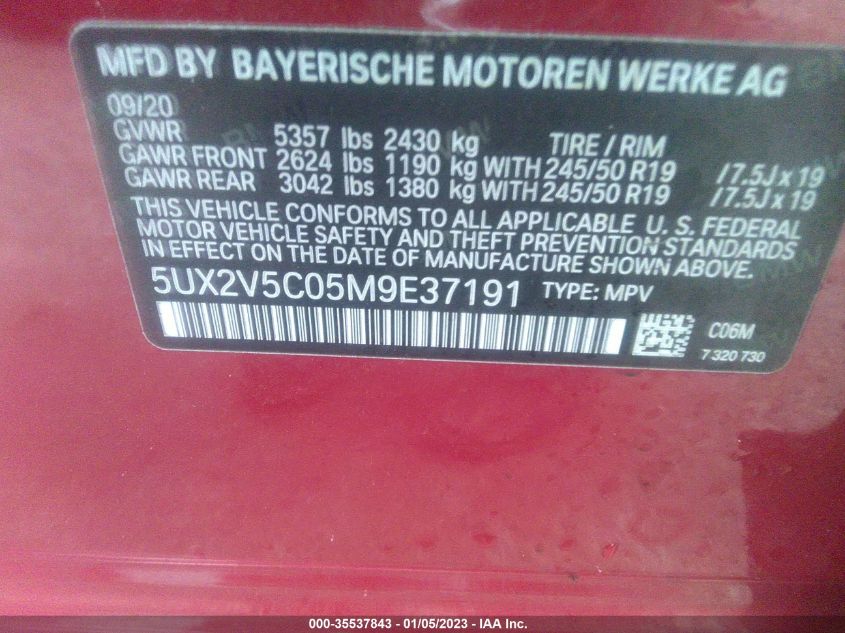 MFD BY BAYERISCHE MOTOREN WERKE AG
09/20
GVWR 5357 lbs 2430 kg TIRE / RIM
GAWR FRONT 2624 lbs 1190 kg WITH 245/50 R19 /7.5J x 19
GAWR REAR 3042 lbs 1380 kg WITH 245/50 R19 /7.5J x 19
THIS VEHICLE CONFORMS TO ALL APPLICABLE U. S. FEDERAL
MOTOR VEHICLE SAFETY AND THEFT PREVENTION STANDARDS
IN EFFECT ON THE DATE OF MANUFACTURE SHOWN ABOVE.
5UX2V5C05M9E37191 TYPE: MPV
C06M
7 320 730
000-35537843 - 01/05/2023 - IAA Inc.